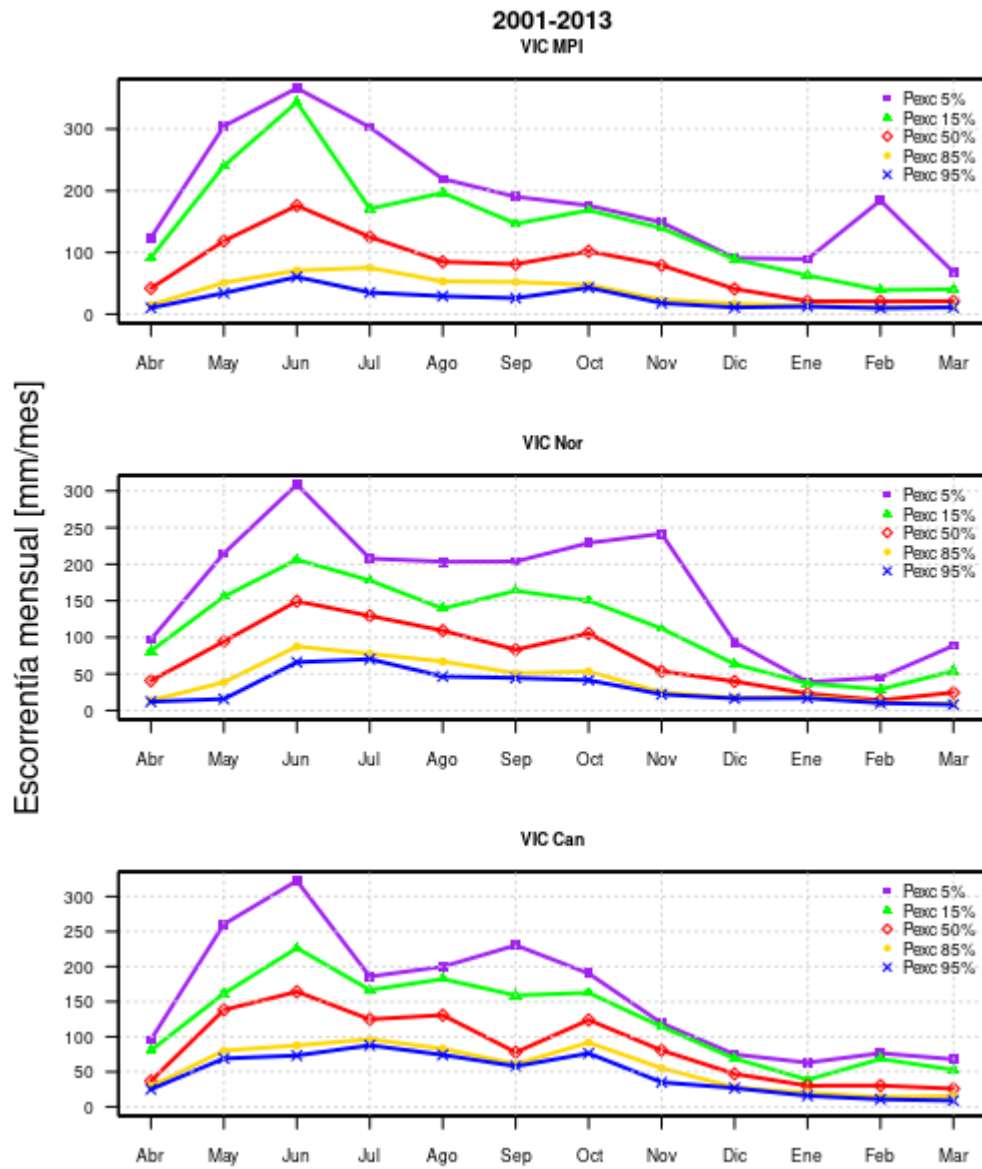 2001-2013
VIC MPI
Escorrentía mensual [mm/mes]
300
200
100
0
Pexc 5%
Pexc 15%
Pexc 50%
Pexc 85%
Pexc 95%
Abr May Jun Jul Ago Sep Oct Nov Dic Ene Feb Mar
VIC Nor
300
250
200
150
100
50
0
Pexc 5%
Pexc 15%
Pexc 50%
Pexc 85%
Pexc 95%
Abr May Jun Jul Ago Sep Oct Nov Dic Ene Feb Mar
VIC Can
300
250
200
150
100
50
0
Pexc 5%
Pexc 15%
Pexc 50%
Pexc 85%
Pexc 95%
Abr May Jun Jul Ago Sep Oct Nov Dic Ene Feb Mar